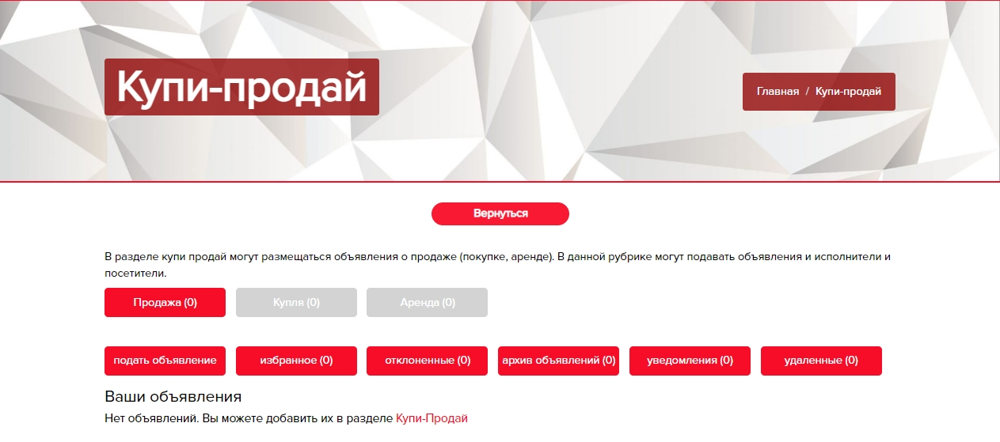 Купи-продай
Главная / Купи-продай
Вернуться
В разделе купи продай могут размещаться объявления о продаже (покупке, аренде). В данной рубрике могут подавать объявления и исполнители и
посетители.
Продажа (0) Купля (0) Аренда (0)
подать объявление избранное (0) отклоненные (0) архив объявлений (0) уведомления (0) удаленные (0)
Ваши объявления
Нет объявлений. Вы можете добавить их в разделе Купи-Продай